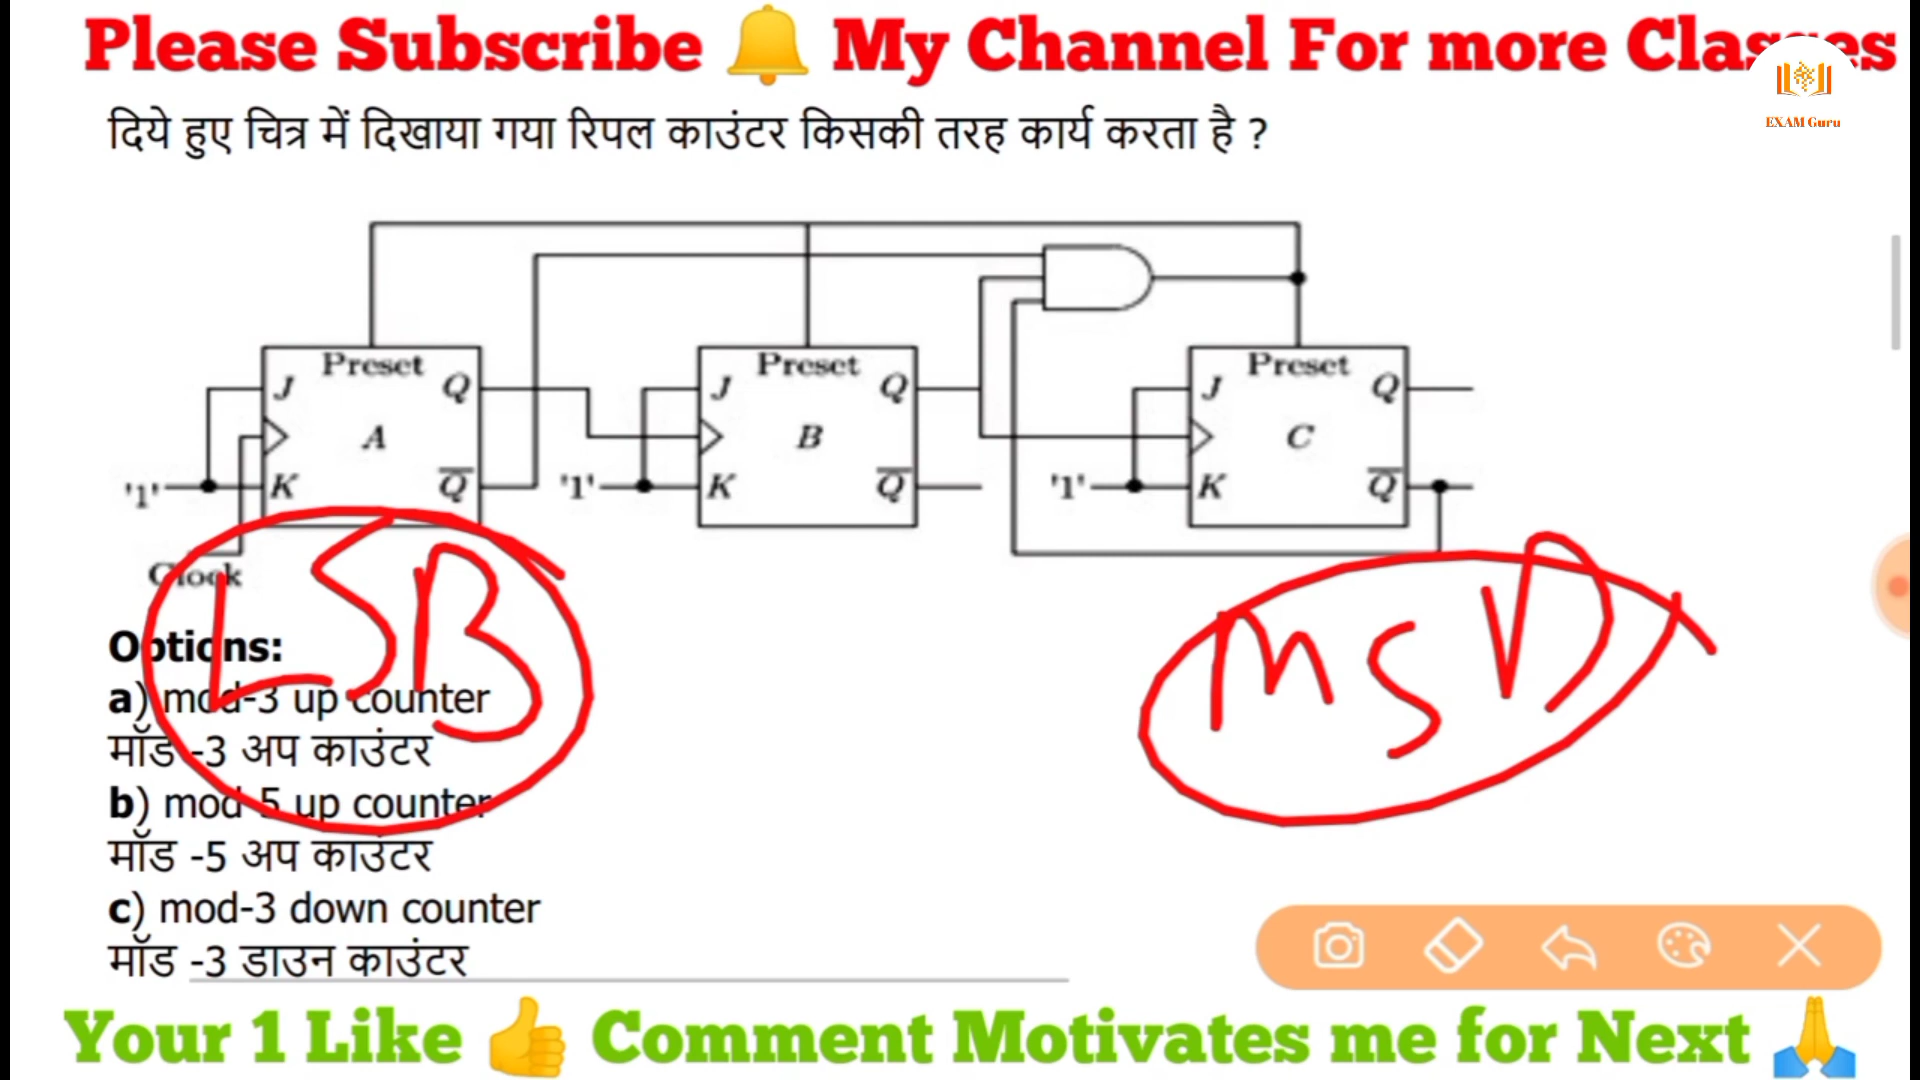 Please Subscribe 🔔 My Channel For more Classes
EXAM Guru
दिये हुए चित्र में दिखाया गया रिपल काउंटर किसकी तरह कार्य करता है ?
Preset Preset Preset
J Q J Q J Q
A B C
'1' K Q̅ '1' K Q̅ '1' K Q̅
Clock
LSB MSD
Options:
a) mod-3 up counter
मॉड -3 अप काउंटर
b) mod-5 up counter
मॉड -5 अप काउंटर
c) mod-3 down counter
मॉड -3 डाउन काउंटर
Your 1 Like 👍 Comment Motivates me for Next 🙏